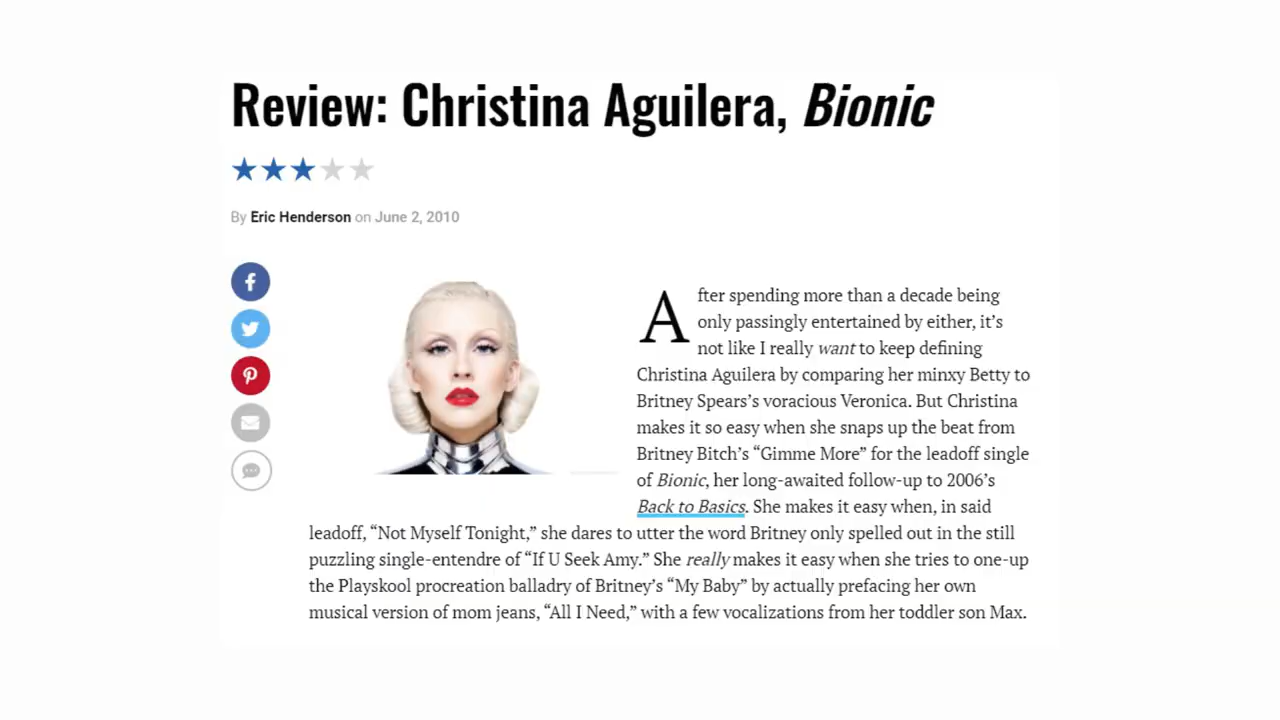 Review: Christina Aguilera, Bionic
By Eric Henderson on June 2, 2010
After spending more than a decade being
only passingly entertained by either, it's
not like I really want to keep defining
Christina Aguilera by comparing her minxy Betty to
Britney Spears's voracious Veronica. But Christina
makes it so easy when she snaps up the beat from
Britney Bitch's “Gimme More” for the leadoff single
of Bionic, her long-awaited follow-up to 2006's
Back to Basics. She makes it easy when, in said
leadoff, “Not Myself Tonight,” she dares to utter the word Britney only spelled out in the still
puzzling single-entendre of “If U Seek Amy.” She really makes it easy when she tries to one-up
the Playskool procreation balladry of Britney's “My Baby” by actually prefacing her own
musical version of mom jeans, “All I Need,” with a few vocalizations from her toddler son Max.